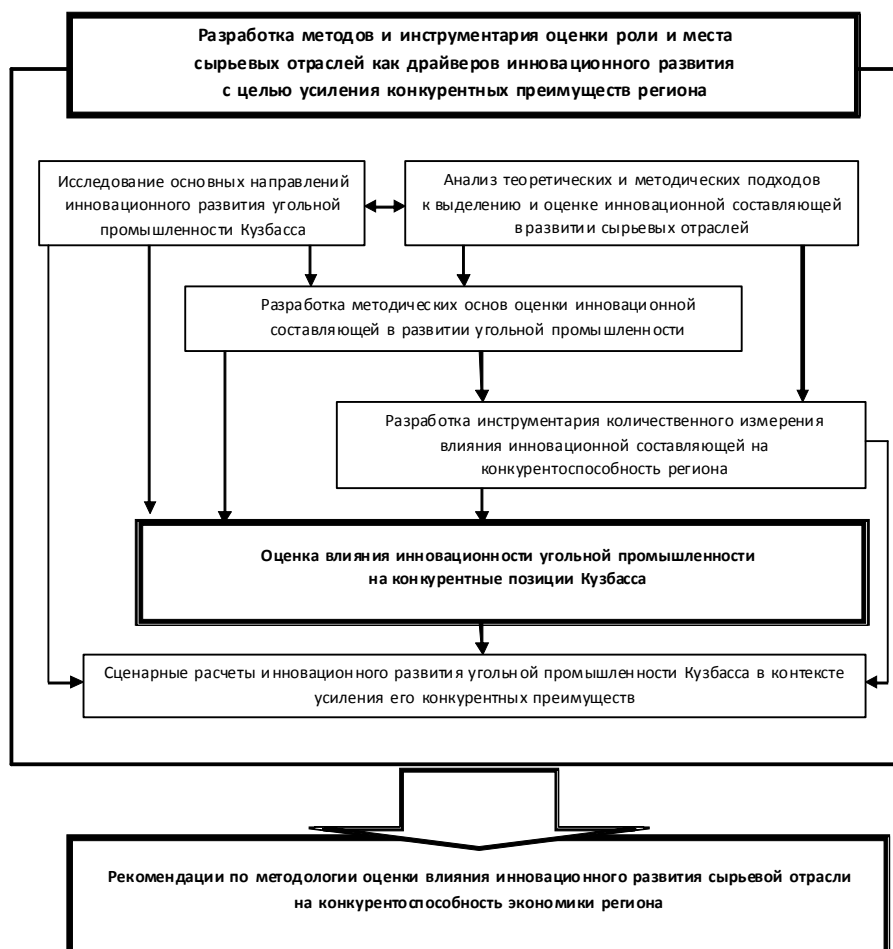 Разработка методов и инструментария оценки роли и места
сырьевых отраслей как драйверов инновационного развития
с целью усиления конкурентных преимуществ региона
Исследование основных направлений
инновационного развития угольной
промышленности Кузбасса
Анализ теоретических и методических подходов
к выделению и оценке инновационной составляющей
в развитии сырьевых отраслей
Разработка методических основ оценки инновационной
составляющей в развитии угольной промышленности
Разработка инструментария количественного измерения
влияния инновационной составляющей на
конкурентоспособность региона
Оценка влияния инновационности угольной промышленности
на конкурентные позиции Кузбасса
Сценарные расчеты инновационного развития угольной промышленности Кузбасса в контексте
усиления его конкурентных преимуществ
Рекомендации по методологии оценки влияния инновационного развития сырьевой отрасли
на конкурентоспособность экономики региона